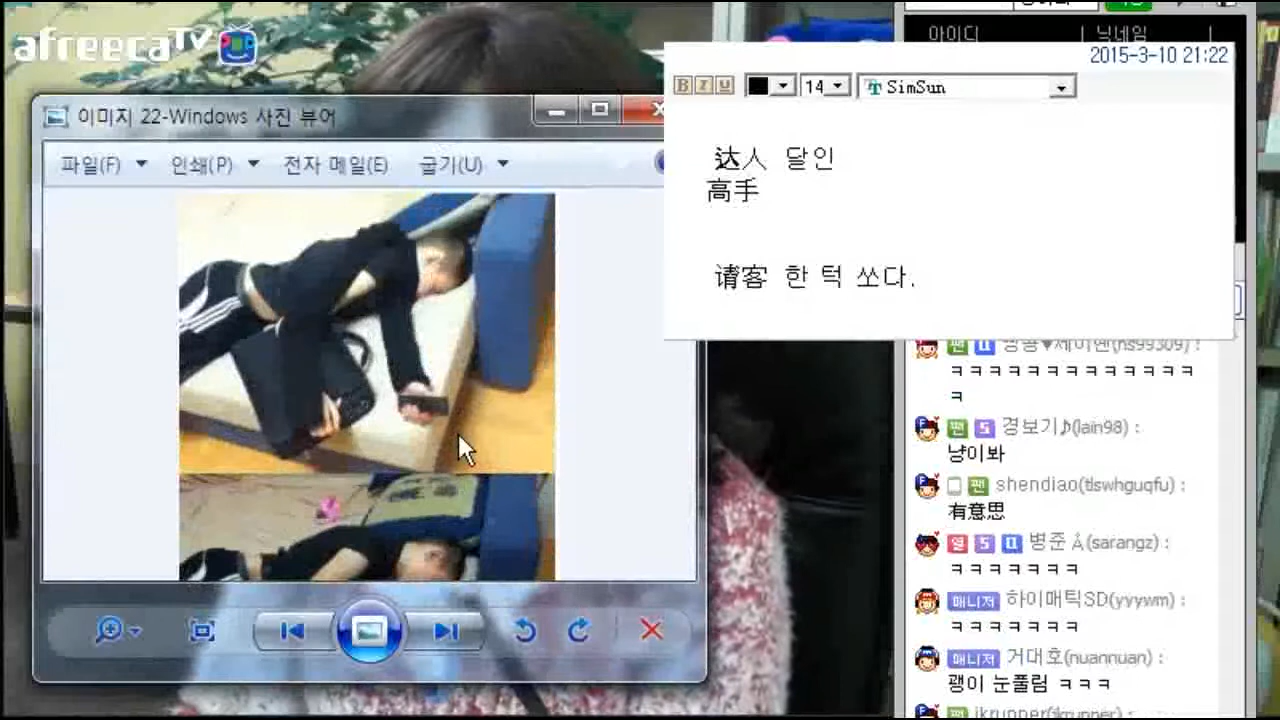 afreecaTV
아이디 | 닉네임 |
2015-3-10 21:22
이미지 22-Windows 사진 뷰어
B I U 14 SimSun
파일(F) 인쇄(P) 전자 메일(E) 굽기(U)
达人 달인
高手
请客 한 턱 쏘다.
ㅋㅋㅋㅋㅋㅋㅋㅋㅋㅋㅋㅋㅋ
ㅋ
팬 5 경보기♪(lain98) :
냥이봐
팬 shendiao(tlswhguqfu) :
有意思
열 5 병준Å(sarangz) :
ㅋㅋㅋㅋㅋㅋㅋ
매니저 하이매틱SD(yyywm) :
ㅋㅋㅋㅋㅋㅋㅋ
매니저 거대호(nuannuan) :
괭이 눈풀림 ㅋㅋㅋ